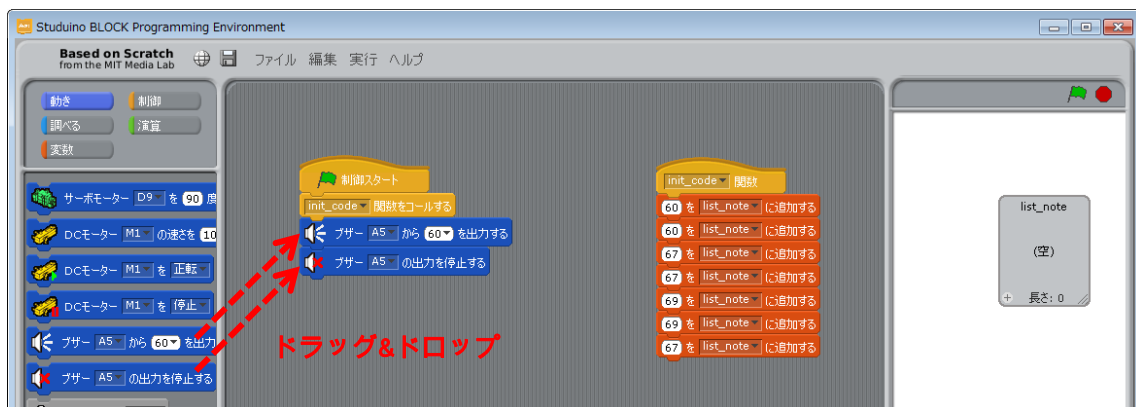 Studuino BLOCK Programming Environment
Based on Scratch
from the MIT Media Lab
ファイル 編集 実行 ヘルプ
動き 制御
調べる 演算
変数
サーボモーター D9 を 90 度
DCモーター M1 の速さを 10
DCモーター M1 を 正転
DCモーター M1 を 停止
ブザー A5 から 60 を出力
ブザー A5 の出力を停止する
制御スタート
init_code 関数をコールする
ブザー A5 から 60 を出力する
ブザー A5 の出力を停止する
ドラッグ&ドロップ
init_code 関数
60 を list_note に追加する
60 を list_note に追加する
67 を list_note に追加する
67 を list_note に追加する
69 を list_note に追加する
69 を list_note に追加する
67 を list_note に追加する
list_note
(空)
+ 長さ: 0